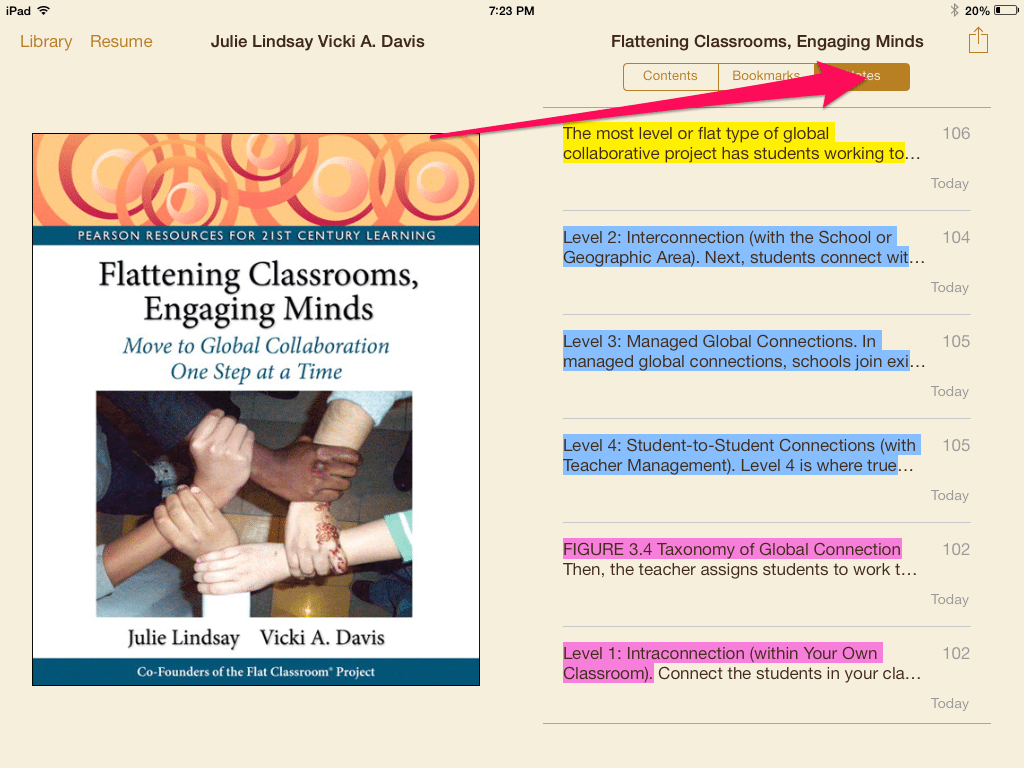 iPad
7:23 PM
20%
Library Resume
Julie Lindsay Vicki A. Davis
Flattening Classrooms, Engaging Minds
Contents
Bookmarks
PEARSON RESOURCES FOR 21ST CENTURY LEARNING
Flattening Classrooms,
Engaging Minds
Move to Global Collaboration
One Step at a Time
Julie Lindsay Vicki A. Davis
Co-Founders of the Flat Classroom® Project
The most level or flat type of global 106
collaborative project has students working to…
Today
Level 2: Interconnection (with the School or 104
Geographic Area). Next, students connect wit…
Today
Level 3: Managed Global Connections. In 105
managed global connections, schools join exi…
Today
Level 4: Student-to-Student Connections (with 105
Teacher Management). Level 4 is where true…
Today
FIGURE 3.4 Taxonomy of Global Connection 102
Then, the teacher assigns students to work t…
Today
Level 1: Intraconnection (within Your Own 102
Classroom). Connect the students in your cla…
Today